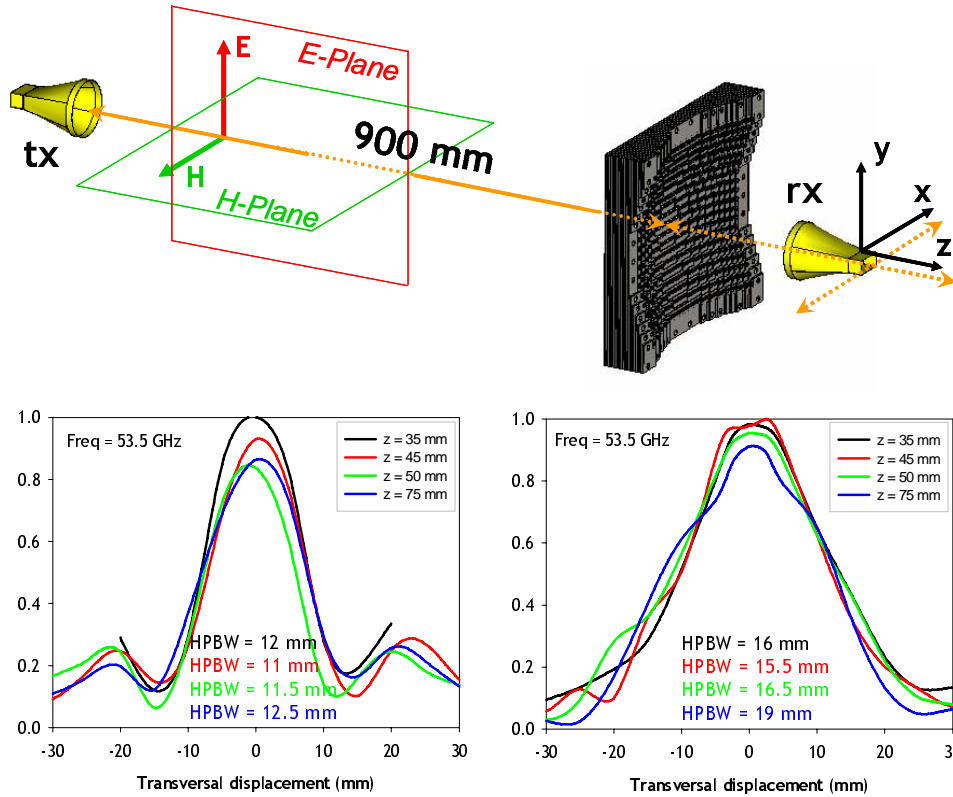 E
E-Plane
900 mm
tx
H
H-Plane
rx
y
x
z
1.0
0.8
0.6
0.4
0.2
0.0
Freq = 53.5 GHz
z = 35 mm
z = 45 mm
z = 50 mm
z = 75 mm
HPBW = 12 mm
HPBW = 11 mm
HPBW = 11.5 mm
HPBW = 12.5 mm
-30 -20 -10 0 10 20 30
Transversal displacement (mm)
1.0
0.8
0.6
0.4
0.2
0.0
Freq = 53.5 GHz
z = 35 mm
z = 45 mm
z = 50 mm
z = 75 mm
HPBW = 16 mm
HPBW = 15.5 mm
HPBW = 16.5 mm
HPBW = 19 mm
-30 -20 -10 0 10 20 30
Transversal displacement (mm)